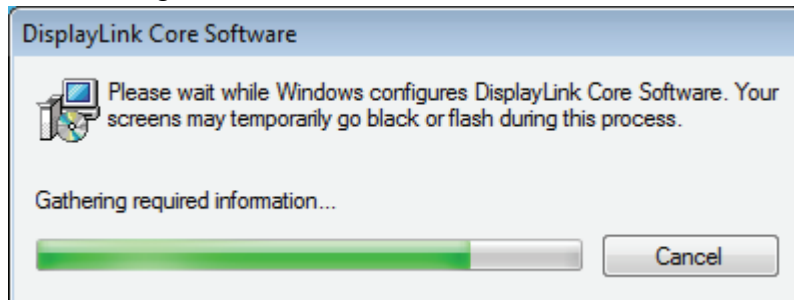 DisplayLink Core Software
Please wait while Windows configures DisplayLink Core Software. Your
screens may temporarily go black or flash during this process.
Gathering required information...
Cancel